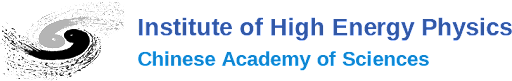 Institute of High Energy Physics
Chinese Academy of Sciences